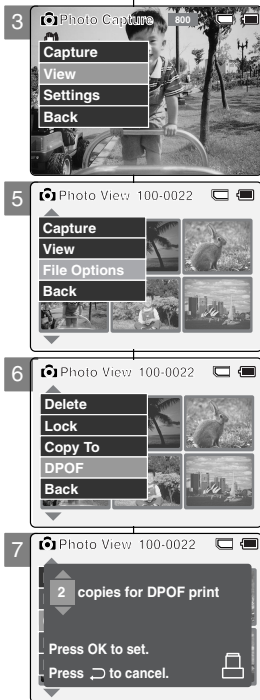 3
Photo Capture 800
Capture
View
Settings
Back
5
Photo View 100-0022
Capture
View
File Options
Back
6
Photo View 100-0022
Delete
Lock
Copy To
DPOF
Back
7
Photo View 100-0022
2 copies for DPOF print
Press OK to set.
Press to cancel.